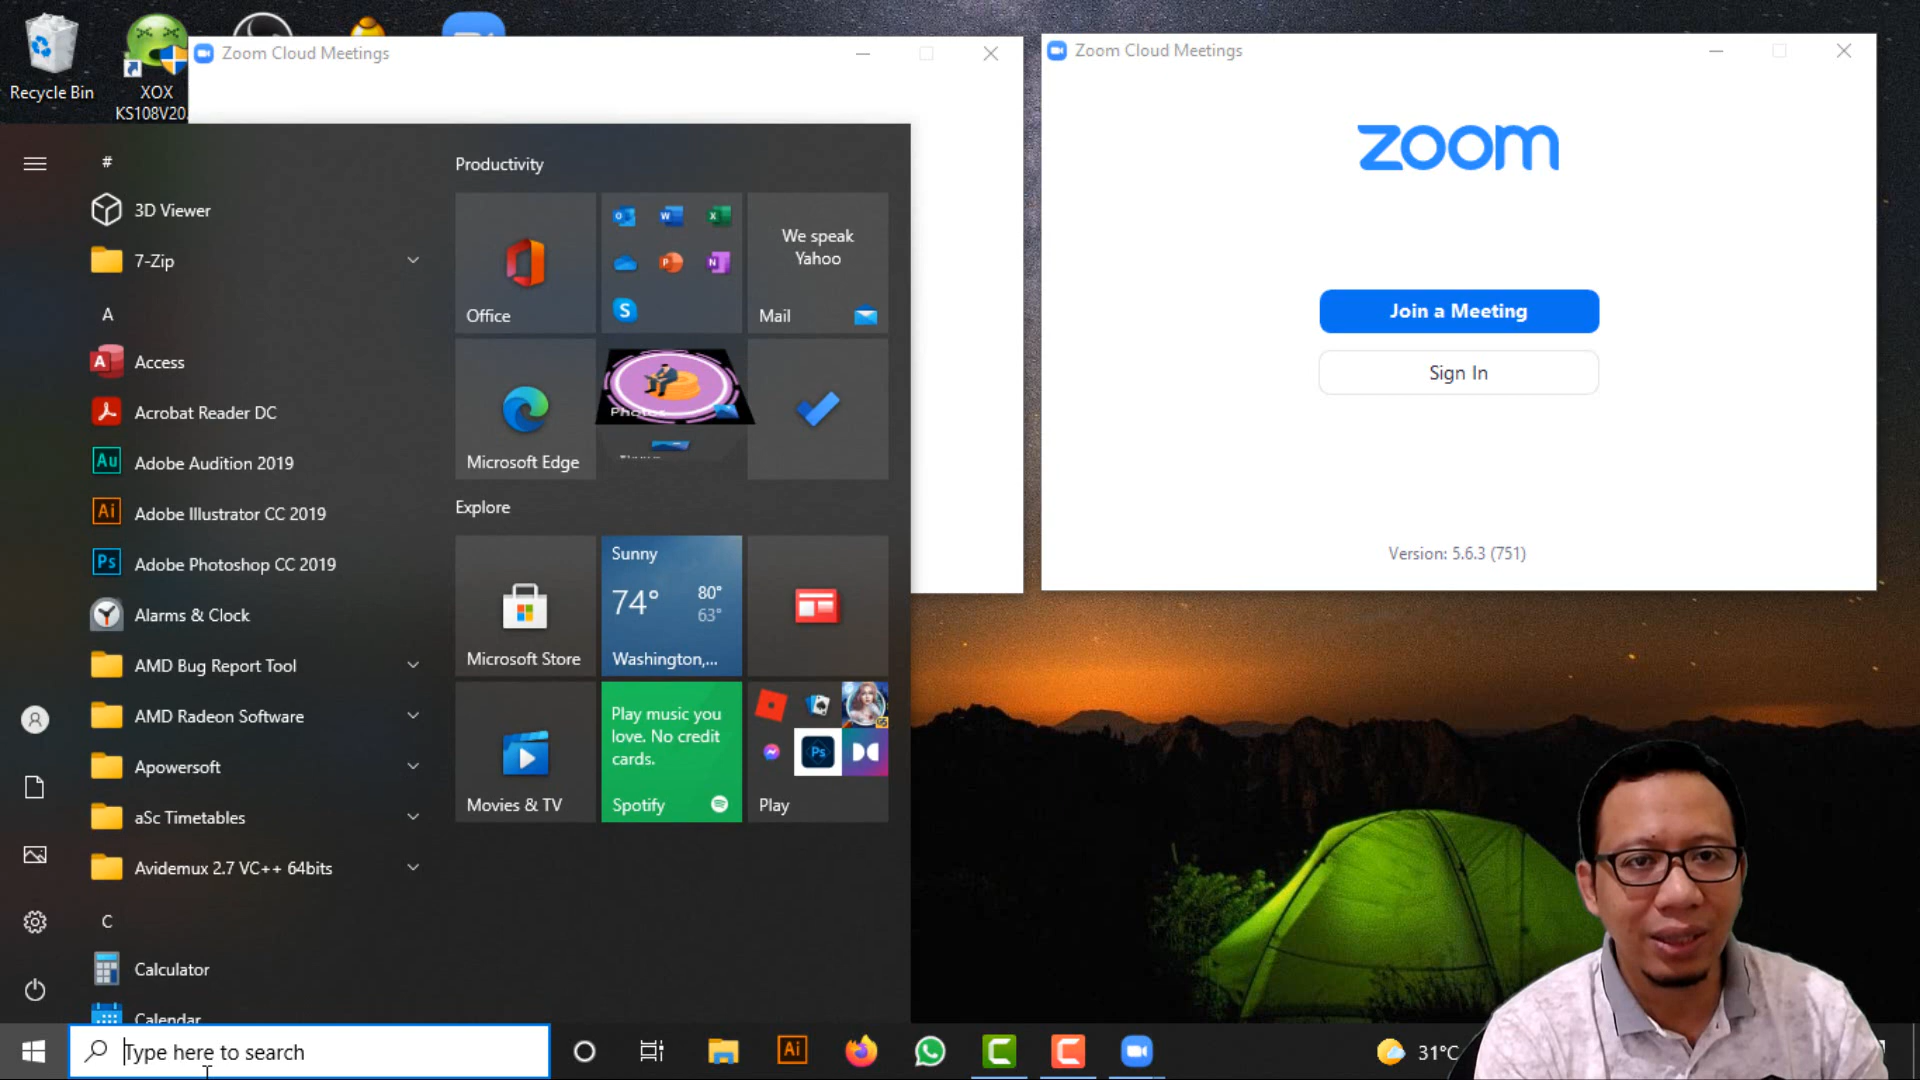 Recycle Bin
XOX
KS108V20...
Zoom Cloud Meetings
Zoom Cloud Meetings
zoom
Join a Meeting
Sign In
Version: 5.6.3 (751)
#
3D Viewer
7-Zip
A
Access
Acrobat Reader DC
Adobe Audition 2019
Adobe Illustrator CC 2019
Adobe Photoshop CC 2019
Alarms & Clock
AMD Bug Report Tool
AMD Radeon Software
Apowersoft
aSc Timetables
Avidemux 2.7 VC++ 64bits
C
Calculator
Calendar
Productivity
Office
We speak
Yahoo
Mail
Microsoft Edge
Photos
Explore
Microsoft Store
Sunny
74°
80°
63°
Washington,...
Movies & TV
Play music you
love. No credit
cards.
Spotify
Play
Type here to search
31°C